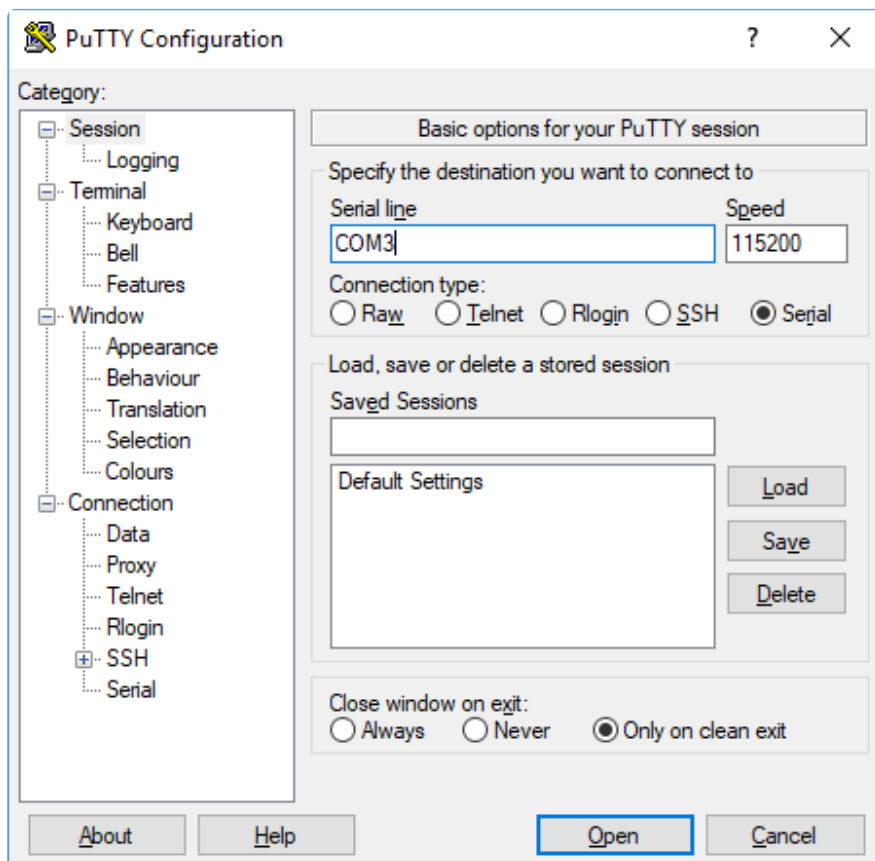 PuTTY Configuration
?
Category:
Session
Logging
Terminal
Keyboard
Bell
Features
Window
Appearance
Behaviour
Translation
Selection
Colours
Connection
Data
Proxy
Telnet
Rlogin
SSH
Serial
Basic options for your PuTTY session
Specify the destination you want to connect to
Serial line Speed
COM3 115200
Connection type:
Raw Telnet Rlogin SSH Serial
Load, save or delete a stored session
Saved Sessions
Default Settings
Load
Save
Delete
Close window on exit:
Always Never Only on clean exit
About Help Open Cancel